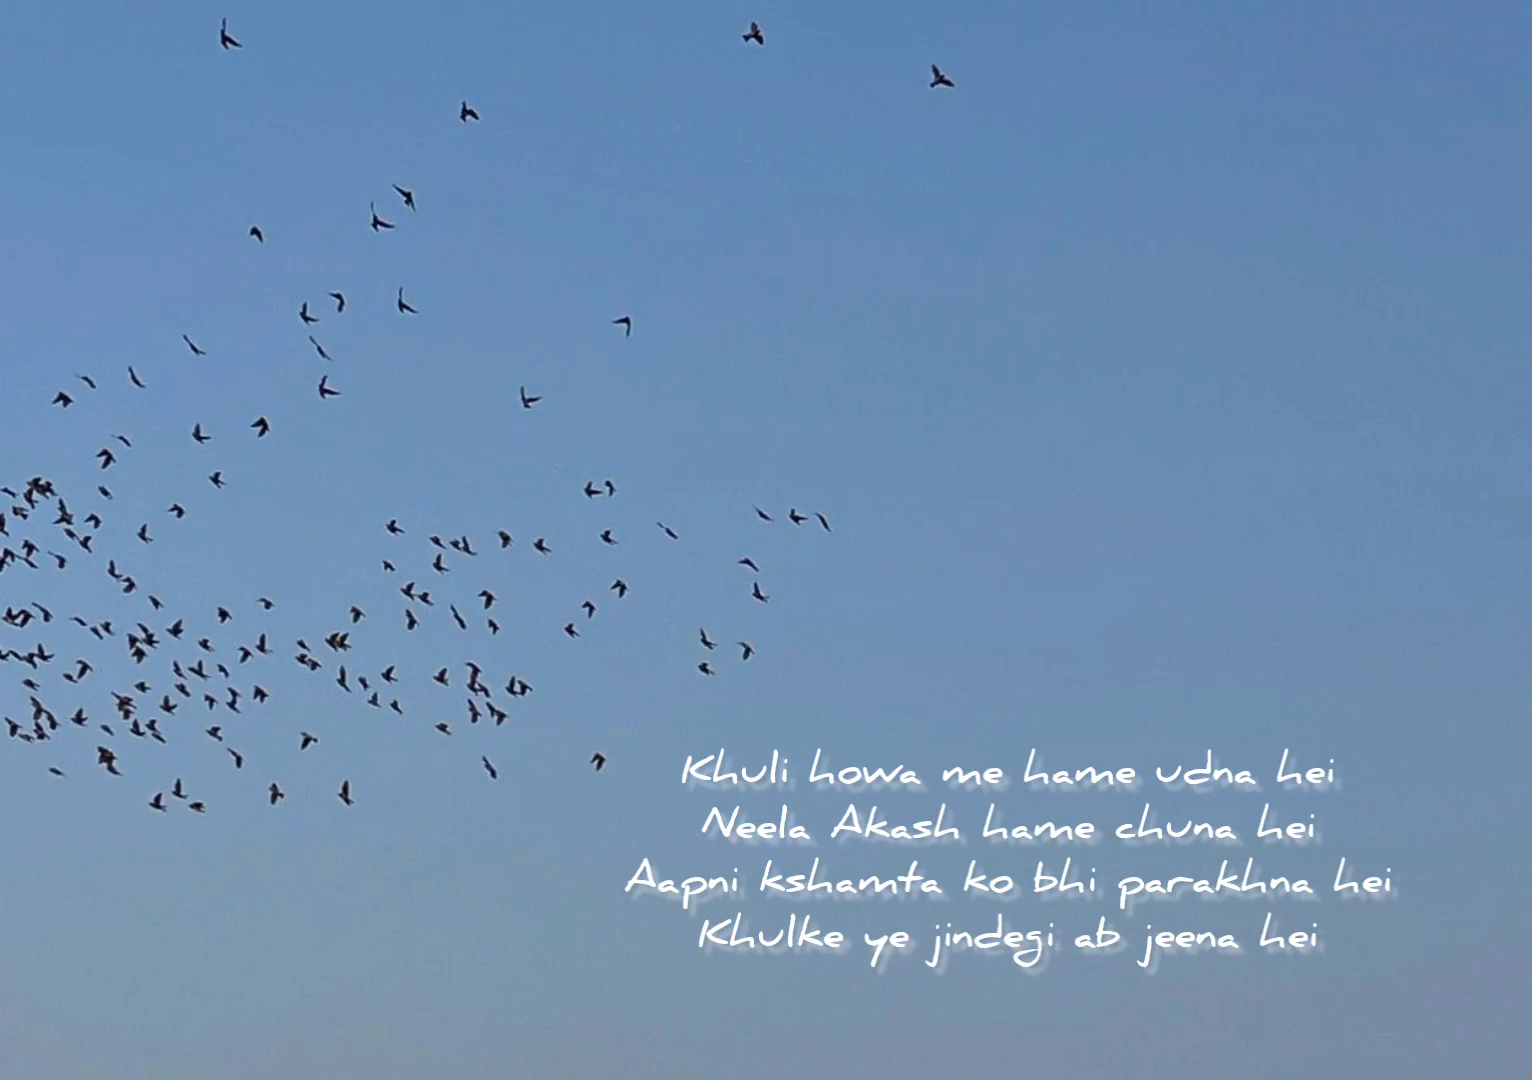 Khuli howa me hame udna hei
Neela Akash hame chuna hei
Aapni kshamta ko bhi parakhna hei
Khulke ye jindegi ab jeena hei